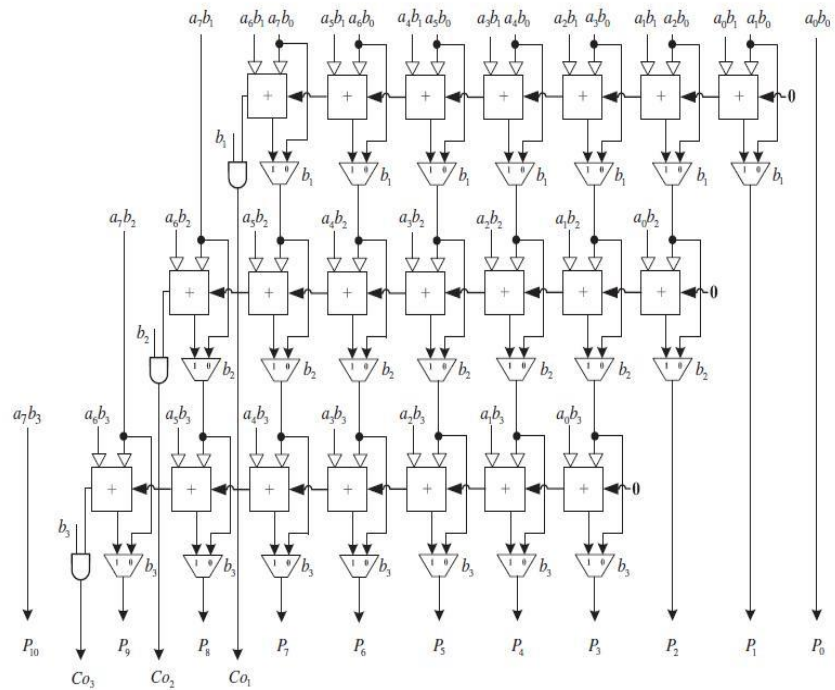 a₇b₁ a₆b₁ a₇b₀ a₅b₁ a₆b₀ a₄b₁ a₅b₀ a₃b₁ a₄b₀ a₂b₁ a₃b₀ a₁b₁ a₂b₀ a₀b₁ a₁b₀ a₀b₀
+ + + + + + + 0
b₁
1 0 b₁ 1 0 b₁ 1 0 b₁ 1 0 b₁ 1 0 b₁ 1 0 b₁ 1 0 b₁
a₇b₂ a₆b₂ a₅b₂ a₄b₂ a₃b₂ a₂b₂ a₁b₂ a₀b₂
+ + + + + + + 0
b₂
1 0 b₂ 1 0 b₂ 1 0 b₂ 1 0 b₂ 1 0 b₂ 1 0 b₂ 1 0 b₂
a₇b₃ a₆b₃ a₅b₃ a₄b₃ a₃b₃ a₂b₃ a₁b₃ a₀b₃
+ + + + + + + 0
b₃
1 0 b₃ 1 0 b₃ 1 0 b₃ 1 0 b₃ 1 0 b₃ 1 0 b₃ 1 0 b₃
P₁₀ P₉ P₈ P₇ P₆ P₅ P₄ P₃ P₂ P₁ P₀
Co₃ Co₂ Co₁